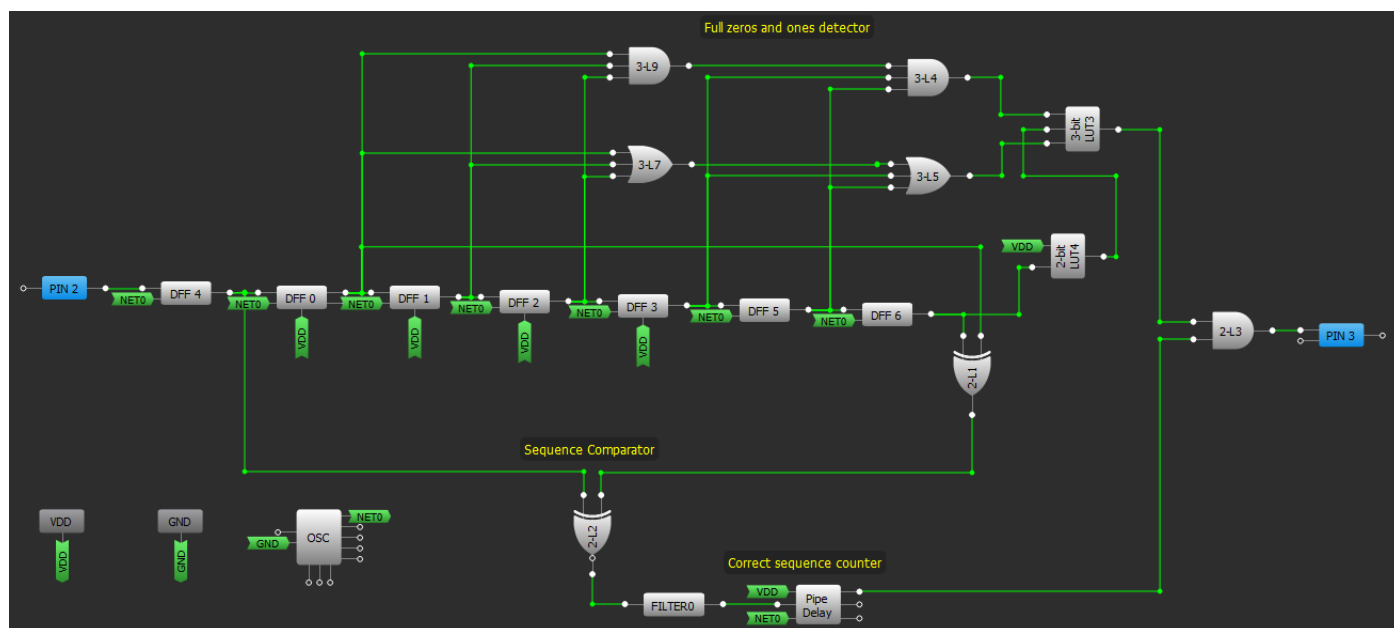 Full zeros and ones detector
3-L9
3-L4
3-bit
LUT3
3-L7
3-L5
VDD
2-bit
LUT4
PIN 2
NET0
DFF 4
NET0
DFF 0
NET0
DFF 1
NET0
DFF 2
NET0
DFF 3
NET0
DFF 5
NET0
DFF 6
VDD
VDD
VDD
VDD
2-L1
2-L3
PIN 3
Sequence Comparator
VDD
VDD
GND
GND
OSC
NET0
GND
2-L2
Correct sequence counter
FILTER0
VDD
NET0
Pipe
Delay